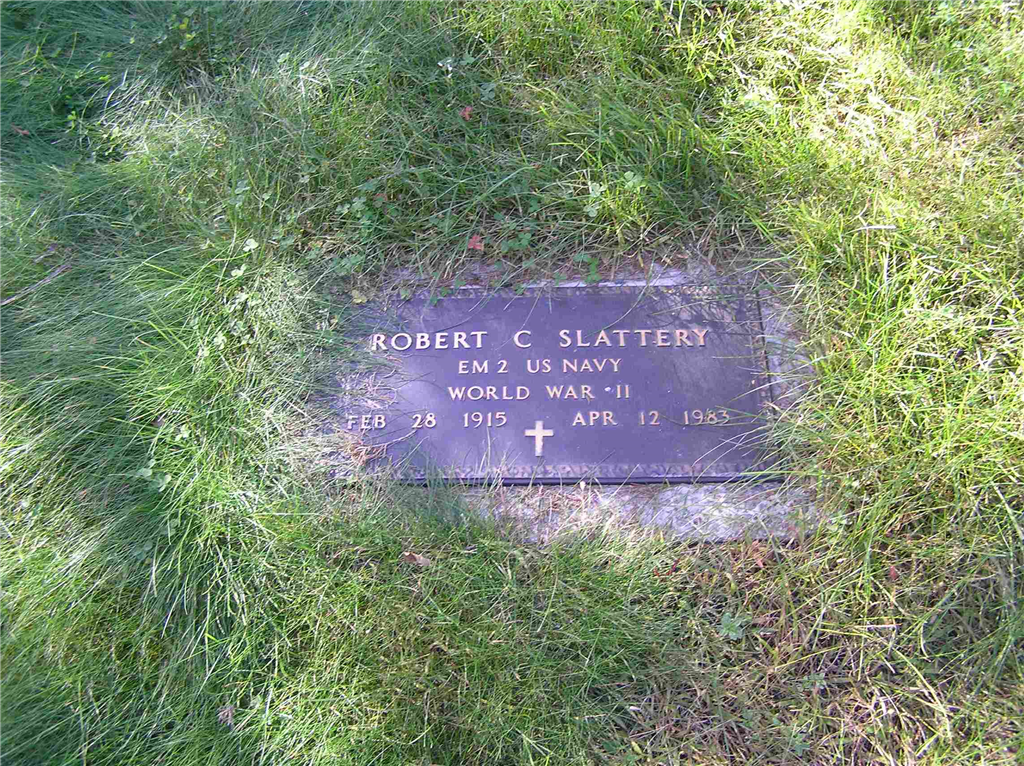 ROBERT C SLATTERY
EM2 US NAVY
WORLD WAR II
FEB 28 1915 APR 12 1983